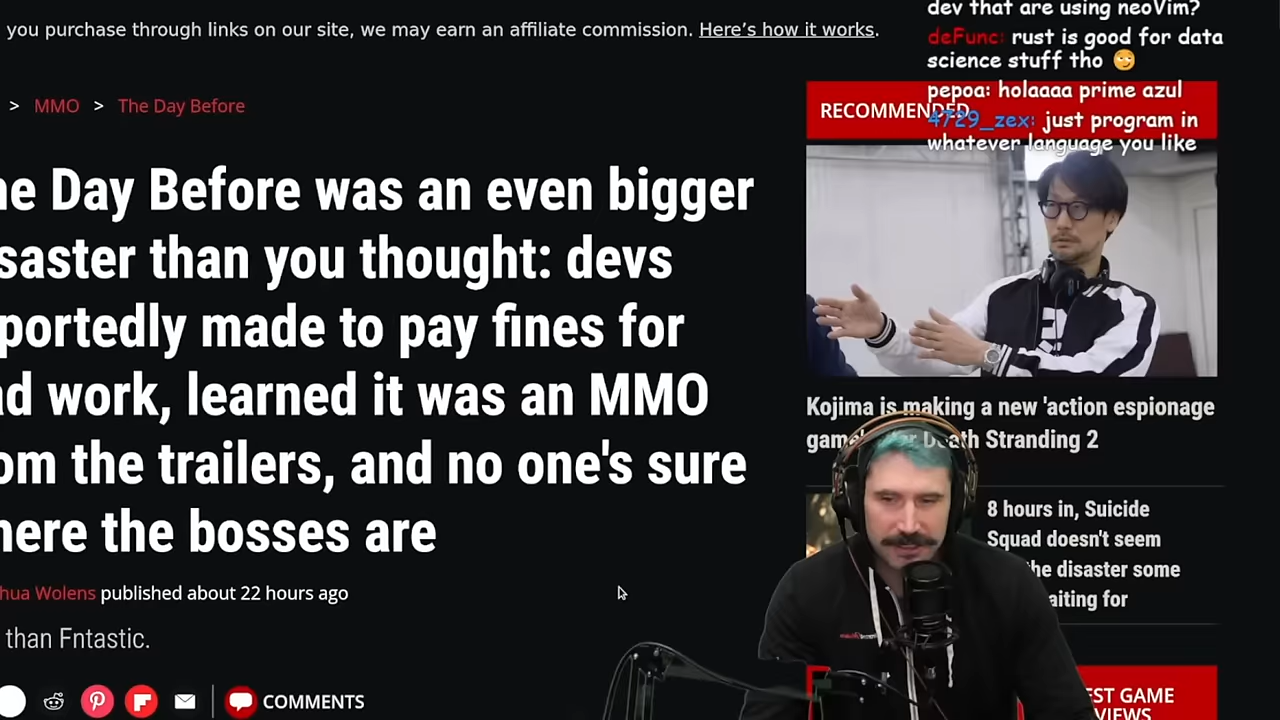 you purchase through links on our site, we may earn an affiliate commission. Here's how it works.
> MMO > The Day Before
he Day Before was an even bigger
saster than you thought: devs
portedly made to pay fines for
ad work, learned it was an MMO
om the trailers, and no one's sure
here the bosses are
hua Wolens published about 22 hours ago
than Fntastic.
COMMENTS
dev that are using neoVim?
deFunc: rust is good for data
science stuff tho
pepoa: holaaaa prime azul
4729_zex: just program in
whatever language you like
RECOMMENDED
Kojima is making a new 'action espionage
game' Death Stranding 2
8 hours in, Suicide
Squad doesn't seem
the disaster some
aiting for
EST GAME
VIEWS